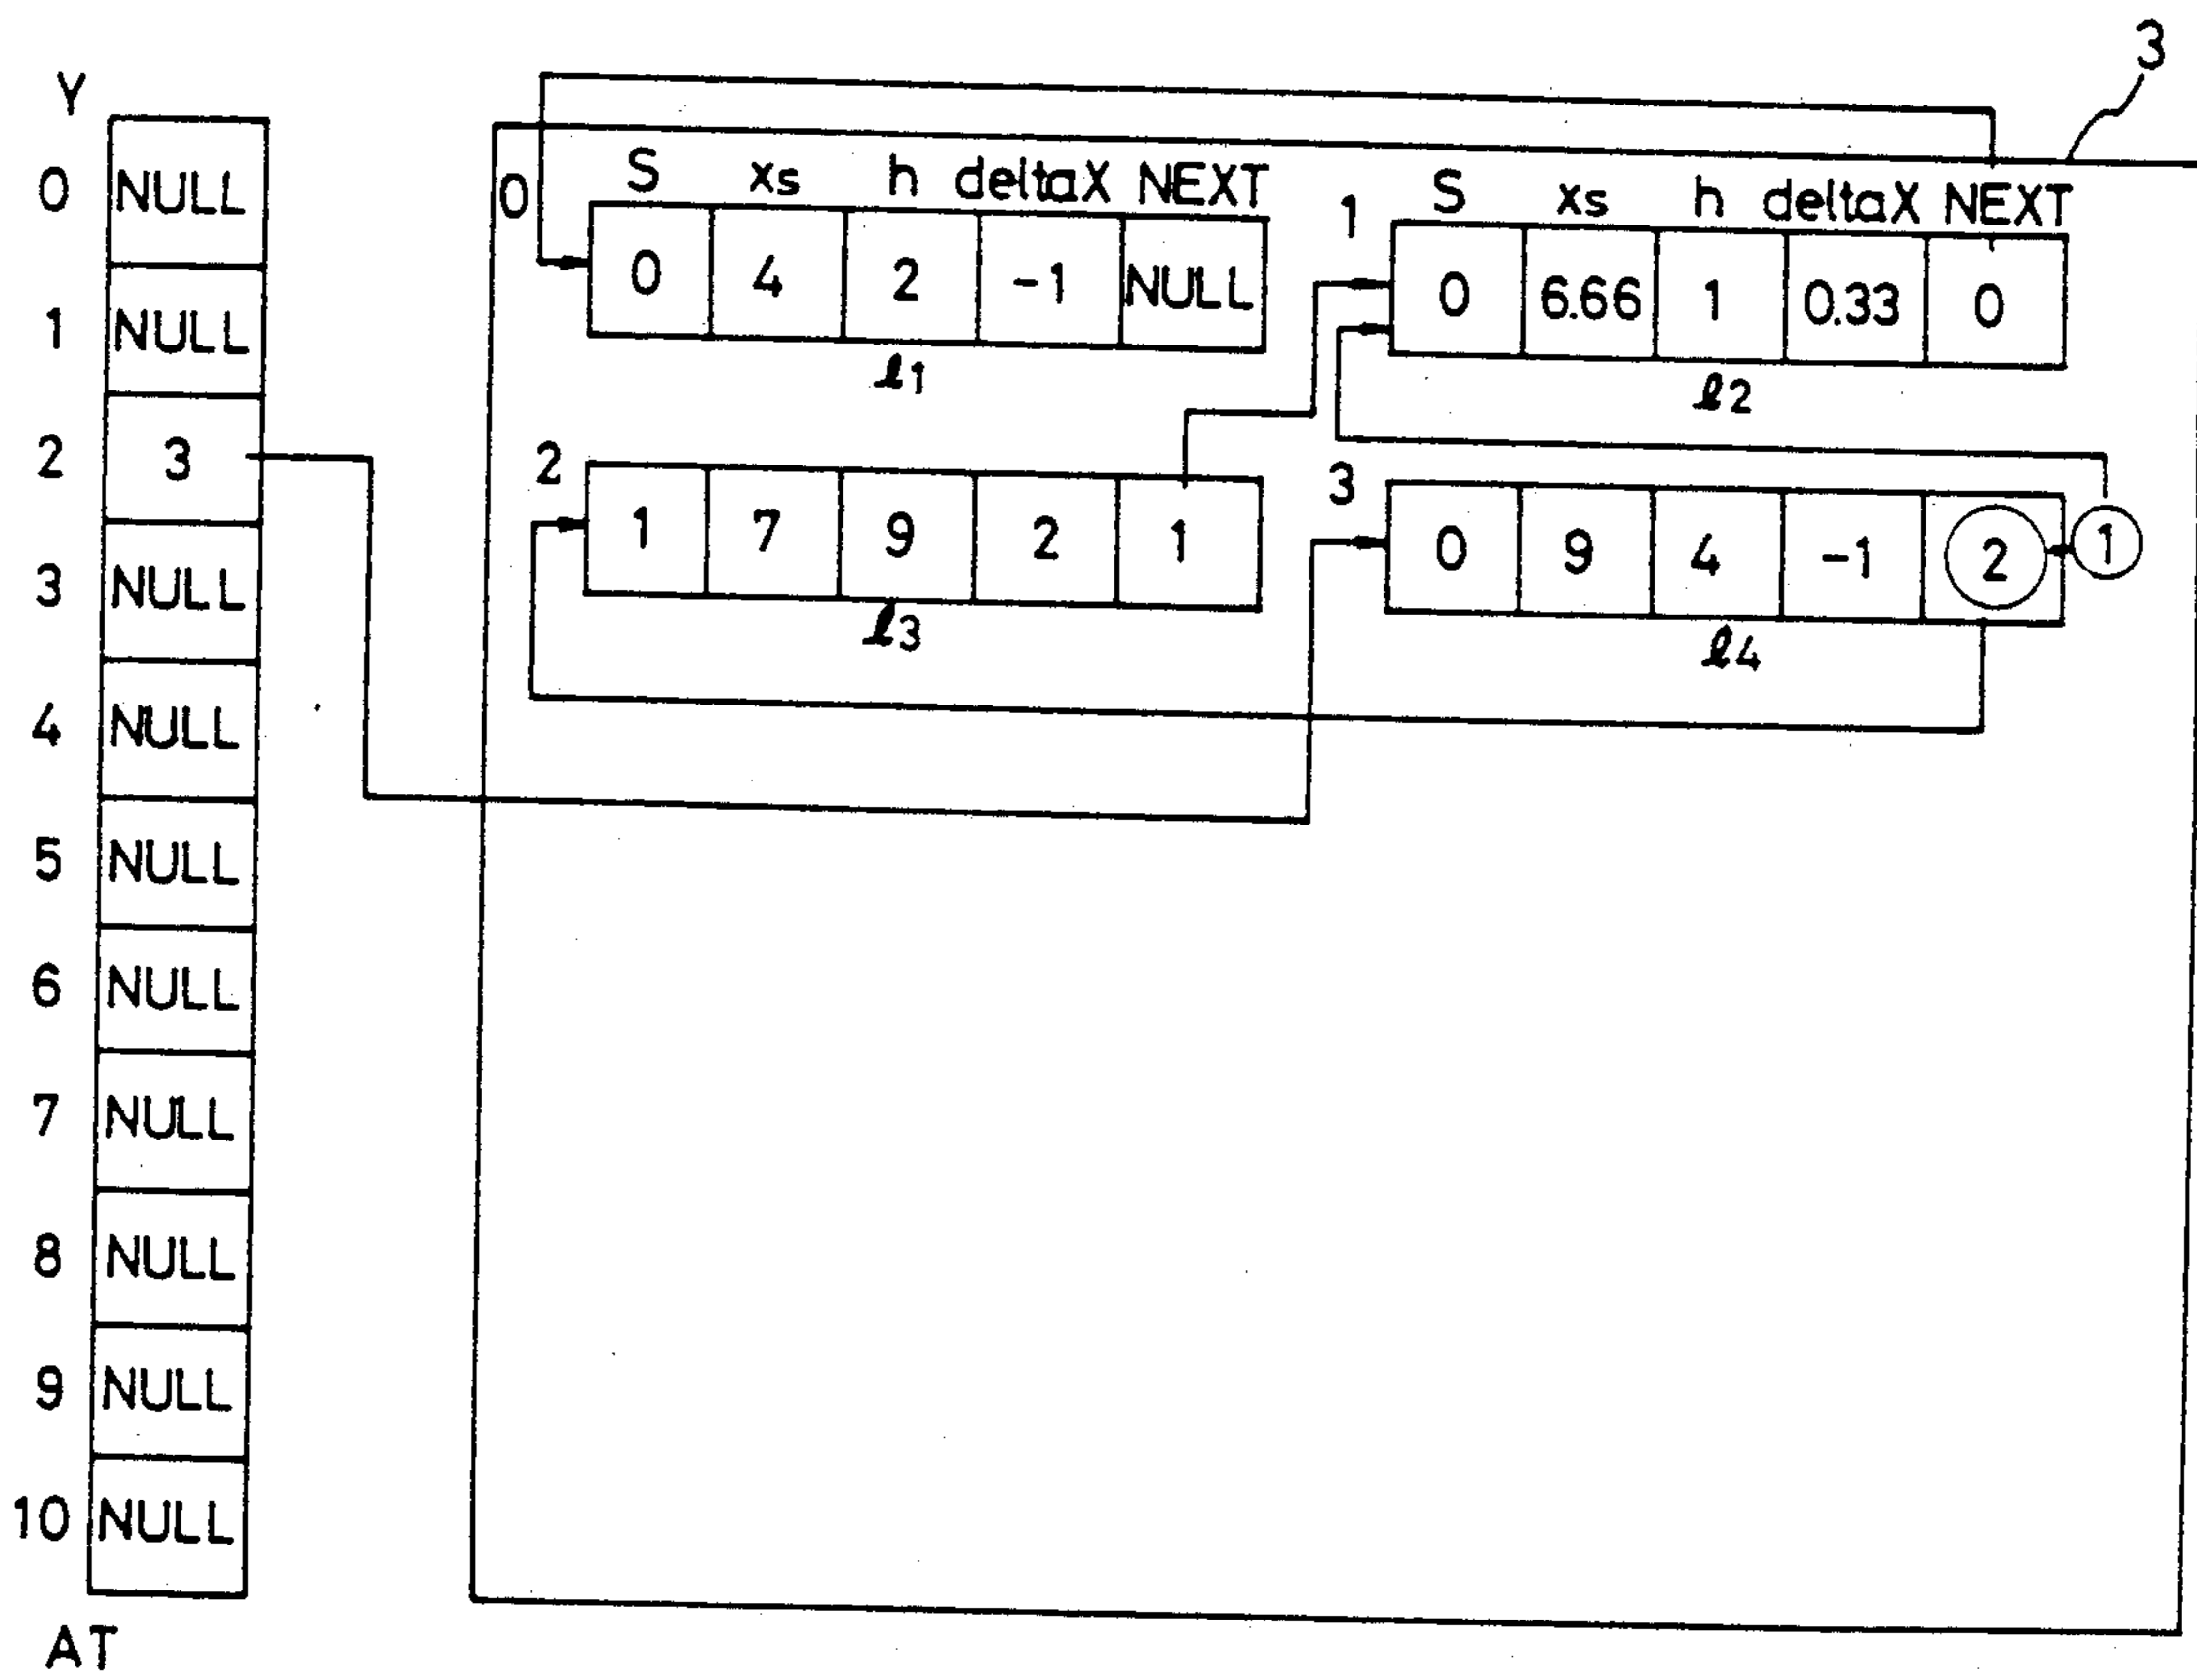 3
Y
0 NULL
1 NULL
2 3
3 NULL
4 NULL
5 NULL
6 NULL
7 NULL
8 NULL
9 NULL
10 NULL
AT
0 S xs h deltaX NEXT
0 4 2 -1 NULL
ℓ1
1 S xs h deltaX NEXT
0 6.66 1 0.33 0
ℓ2
2 1 7 9 2 1
ℓ3
3 0 9 4 -1 2 1
ℓ4